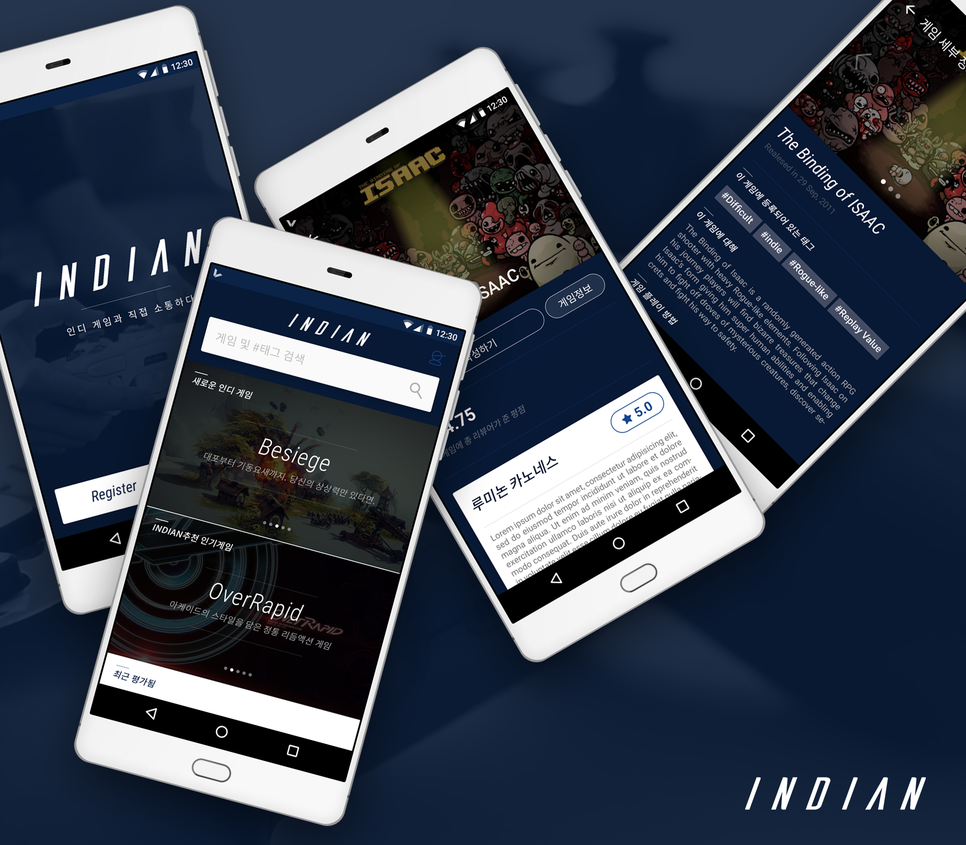 12:30
INDIAN
인디 게임과 직접 소통하다
Register
12:30
INDIAN
게임 및 #태그 검색
새로운 인디 게임
Besiege
대포부터 기동요새까지, 당신의 상상력만 있다면,
INDIAN추천 인기게임
OverRapid
아케이드의 스타일을 담은 정통 리듬액션 게임
최근 평가됨
12:30
ISAAC
ISAAC
게임정보
성하기
4.75
게임에 총 리뷰어가 준 평점
5.0
루미논 카노네스
Lorem ipsum dolor sit amet, consectetur adipisicing elit,
sed do eiusmod tempor incididunt ut labore et dolore
magna aliqua. Ut enim ad minim veniam, quis nostrud
exercitation ullamco laboris nisi ut aliquip ex ea com-
modo consequat. Duis aute irure dolor in reprehenderit
게임 세부 정
The Binding of ISAAC
Realesed in 29 Sep.2011
이 게임에 등록되어 있는 태그
#Difficult #Indie #Rogue-like #Replay Value
이 게임에 대해
The Binding of Isaac is a randomly generated action RPG
shooter with heavy Rogue-like elements. Following Isaac on
his journey players will find bizarre treasures that change
Isaac's form giving him super human abilities and enabling
him to fight off droves of mysterious creatures, discover se-
crets and fight his way to safety.
게임 플레이 방법
INDIAN